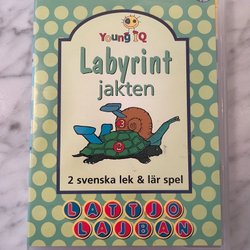 Young IQ
Labyrint
jakten
2 svenska lek & lär spel
LATTJO
LAJBAN